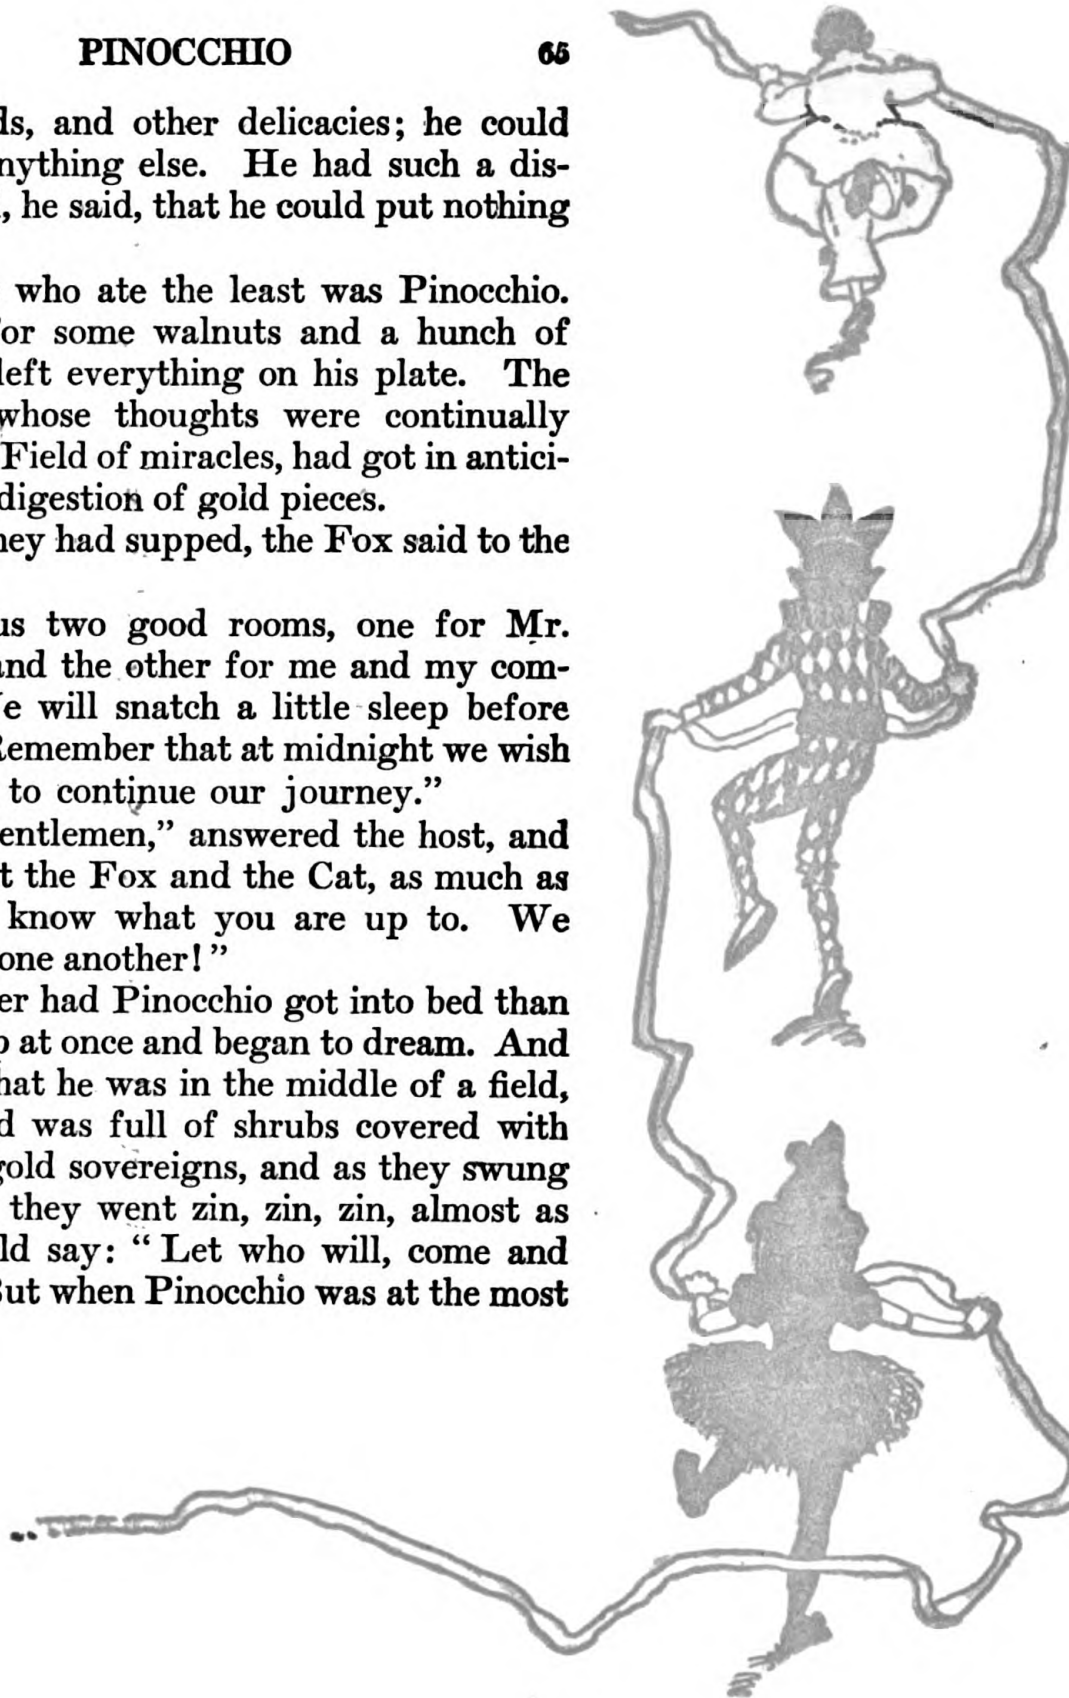 PINOCCHIO 65
ds, and other delicacies; he could
nything else. He had such a dis-
, he said, that he could put nothing
who ate the least was Pinocchio.
for some walnuts and a hunch of
left everything on his plate. The
whose thoughts were continually
Field of miracles, had got in antici-
digestion of gold pieces.
hey had supped, the Fox said to the
us two good rooms, one for Mr.
and the other for me and my com-
e will snatch a little sleep before
Remember that at midnight we wish
to continue our journey.”
entlemen,” answered the host, and
t the Fox and the Cat, as much as
know what you are up to. We
one another!”
er had Pinocchio got into bed than
p at once and began to dream. And
hat he was in the middle of a field,
d was full of shrubs covered with
gold sovereigns, and as they swung
they went zin, zin, zin, almost as
ld say: “Let who will, come and
But when Pinocchio was at the most